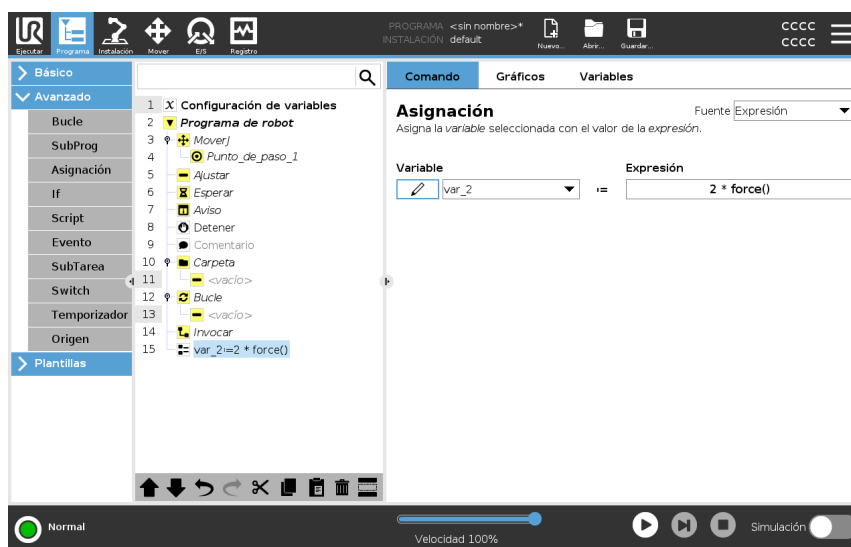 UR
PROGRAMA <sin nombre>*
INSTALACIÓN default
CCCC
CCCC
Ejecutar Programa Instalación Mover E/S Registro Nuevo... Abrir... Guardar...
Básico
Avanzado
Bucle
SubProg
Asignación
If
Script
Evento
SubTarea
Switch
Temporizador
Origen
Plantillas
1 X Configuración de variables
2 Programa de robot
3 MoverJ
4 Punto_de_paso_1
5 Ajustar
6 Esperar
7 Aviso
8 Detener
9 Comentario
10 Carpeta
11 <vacío>
12 Bucle
13 <vacío>
14 Invocar
15 var_2:=2 * force()
Comando Gráficos Variables
Asignación
Fuente Expresión
Asigna la variable seleccionada con el valor de la expresión.
Variable Expresión
var_2 := 2 * force()
Normal
Velocidad 100%
Simulación